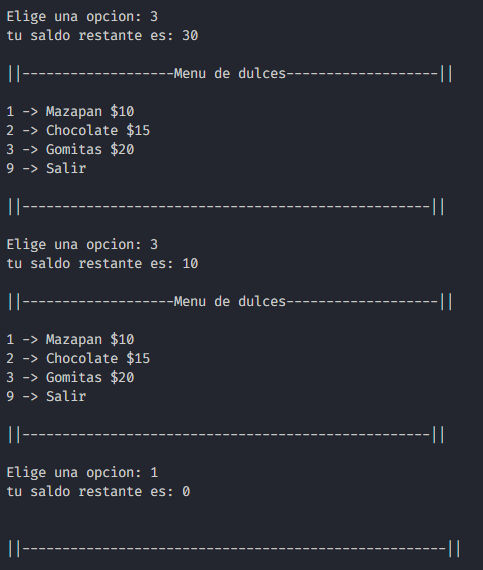 Elige una opcion: 3
tu saldo restante es: 30
||-------------------Menu de dulces-------------------||
1 -> Mazapan $10
2 -> Chocolate $15
3 -> Gomitas $20
9 -> Salir
||---------------------------------------------------||
Elige una opcion: 3
tu saldo restante es: 10
||-------------------Menu de dulces-------------------||
1 -> Mazapan $10
2 -> Chocolate $15
3 -> Gomitas $20
9 -> Salir
||---------------------------------------------------||
Elige una opcion: 1
tu saldo restante es: 0
||-----------------------------------------------------||